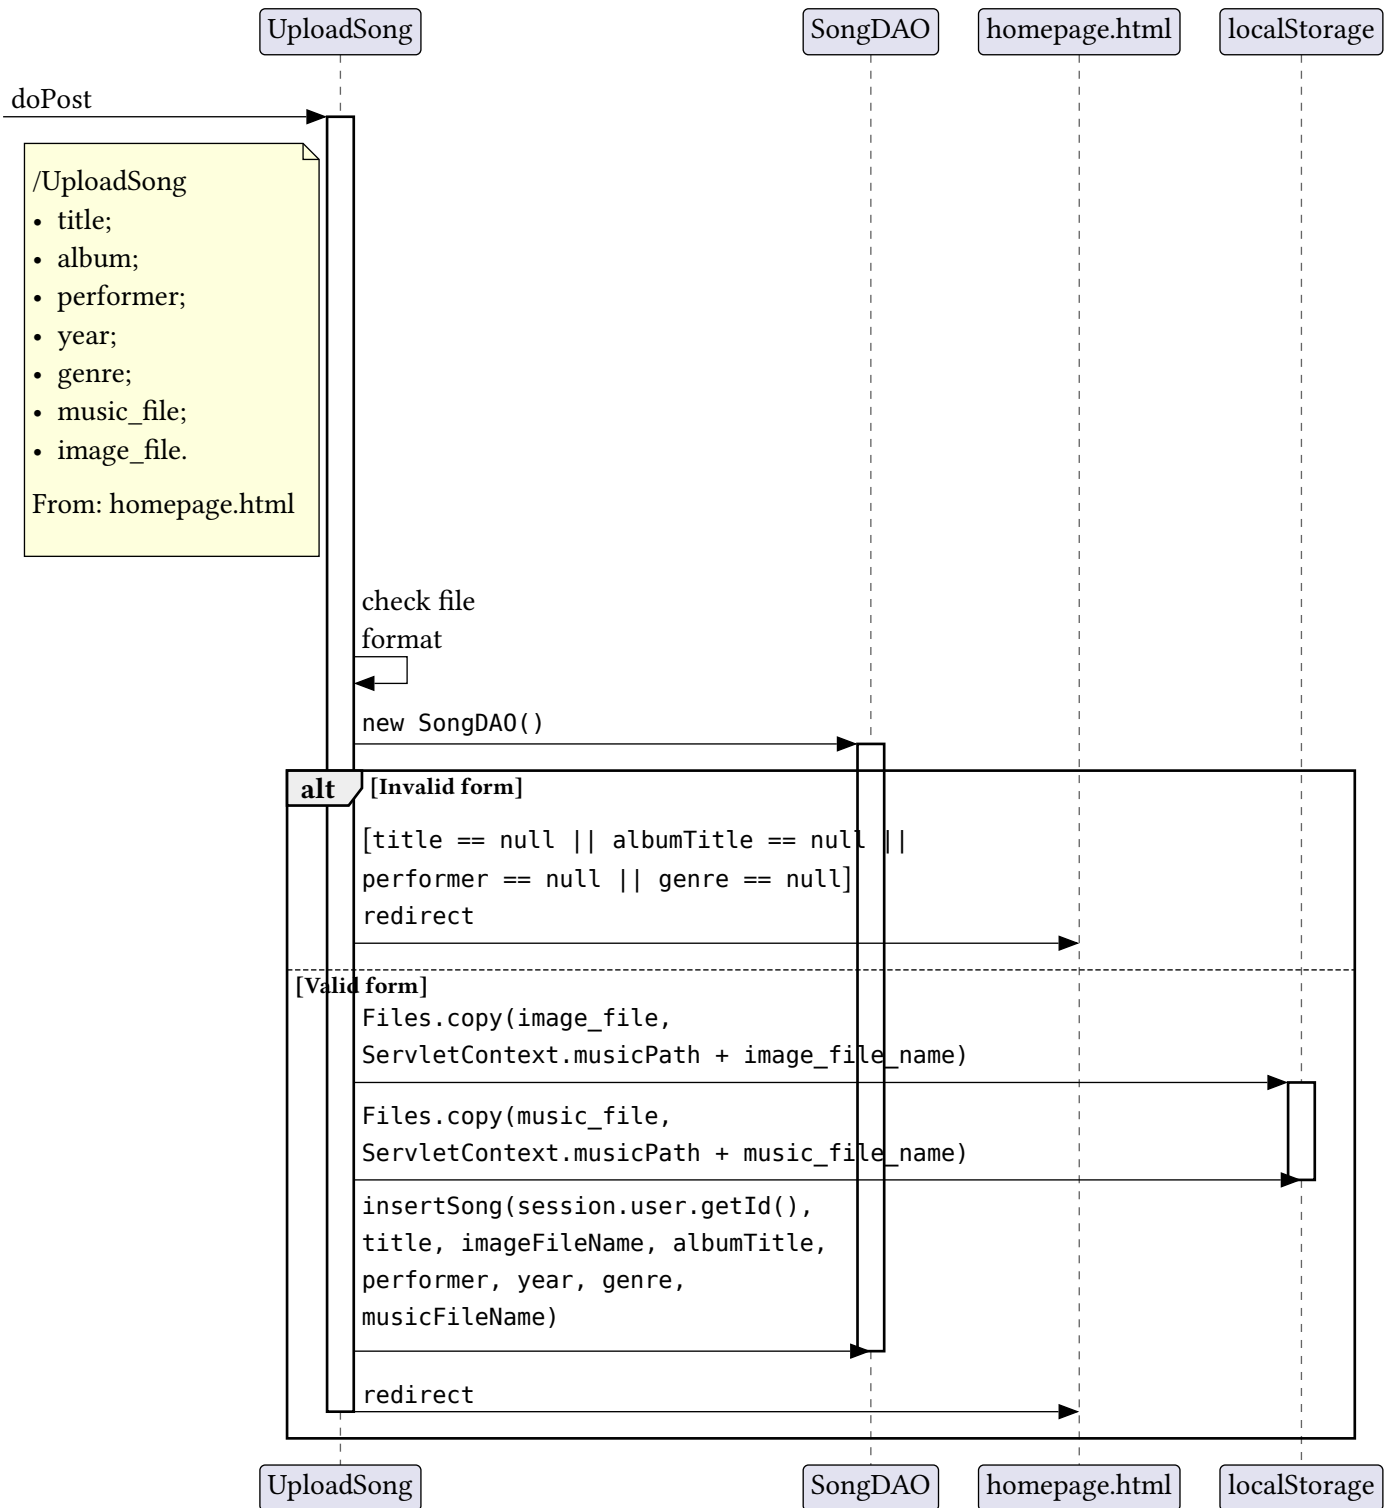 UploadSong SongDAO homepage.html localStorage
doPost
/UploadSong
• title;
• album;
• performer;
• year;
• genre;
• music_file;
• image_file.
From: homepage.html
check file
format
new SongDAO()
alt [Invalid form]
[title == null || albumTitle == null ||
performer == null || genre == null]
redirect
[Valid form]
Files.copy(image_file,
ServletContext.musicPath + image_file_name)
Files.copy(music_file,
ServletContext.musicPath + music_file_name)
insertSong(session.user.getId(),
title, imageFileName, albumTitle,
performer, year, genre,
musicFileName)
redirect
UploadSong SongDAO homepage.html localStorage